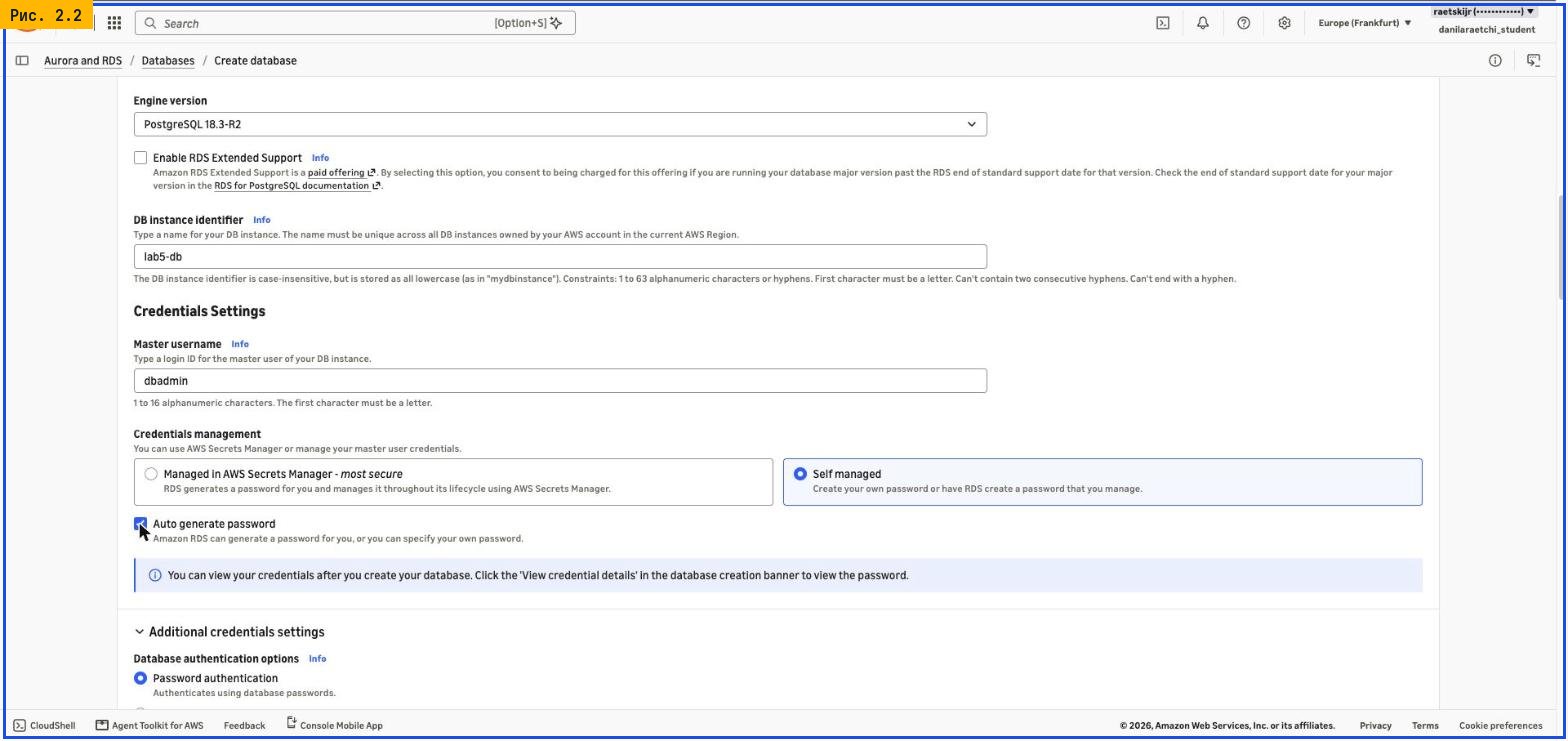 Рис. 2.2
Search [Option+S]
Europe (Frankfurt)
raetskijr (············)
danilaraetchi_student
Aurora and RDS / Databases / Create database
Engine version
PostgreSQL 18.3-R2
Enable RDS Extended Support Info
Amazon RDS Extended Support is a paid offering. By selecting this option, you consent to being charged for this offering if you are running your database major version past the RDS end of standard support date for that version. Check the end of standard support date for your major
version in the RDS for PostgreSQL documentation.
DB instance identifier Info
Type a name for your DB instance. The name must be unique across all DB instances owned by your AWS account in the current AWS Region.
lab5-db
The DB instance identifier is case-insensitive, but is stored as all lowercase (as in "mydbinstance"). Constraints: 1 to 63 alphanumeric characters or hyphens. First character must be a letter. Can't contain two consecutive hyphens. Can't end with a hyphen.
Credentials Settings
Master username Info
Type a login ID for the master user of your DB instance.
dbadmin
1 to 16 alphanumeric characters. The first character must be a letter.
Credentials management
You can use AWS Secrets Manager or manage your master user credentials.
Managed in AWS Secrets Manager - most secure
RDS generates a password for you and manages it throughout its lifecycle using AWS Secrets Manager.
Self managed
Create your own password or have RDS create a password that you manage.
Auto generate password
Amazon RDS can generate a password for you, or you can specify your own password.
You can view your credentials after you create your database. Click the 'View credential details' in the database creation banner to view the password.
Additional credentials settings
Database authentication options Info
Password authentication
Authenticates using database passwords.
CloudShell Agent Toolkit for AWS Feedback Console Mobile App © 2026, Amazon Web Services, Inc. or its affiliates. Privacy Terms Cookie preferences